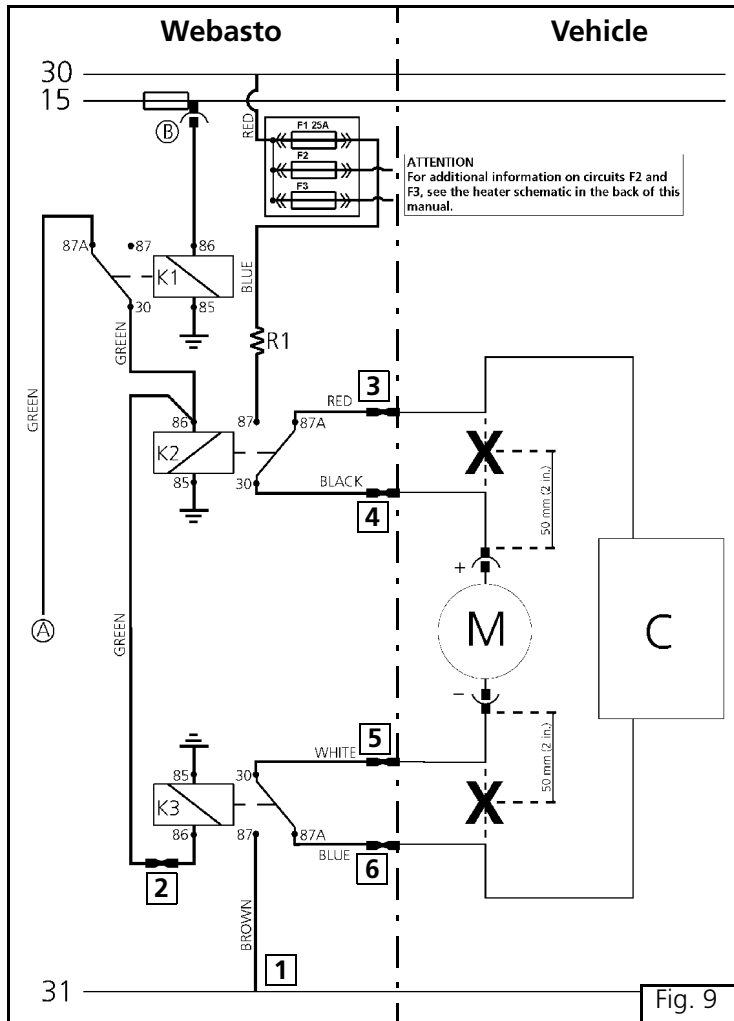 Webasto Vehicle
30
15
B
RED
F1 25A
F2
F3
ATTENTION
For additional information on circuits F2 and
F3, see the heater schematic in the back of this
manual.
87A 87 86
K1
30 85
GREEN
BLUE
R1
GREEN
3
RED
86 87 87A
K2
85 30 BLACK
4
X
50 mm (2 in.)
+
M
C
A
GREEN
−
5
WHITE
85 30
K3
X
50 mm (2 in.)
86 87 87A
BLUE
6
2
BROWN
1
31
Fig. 9